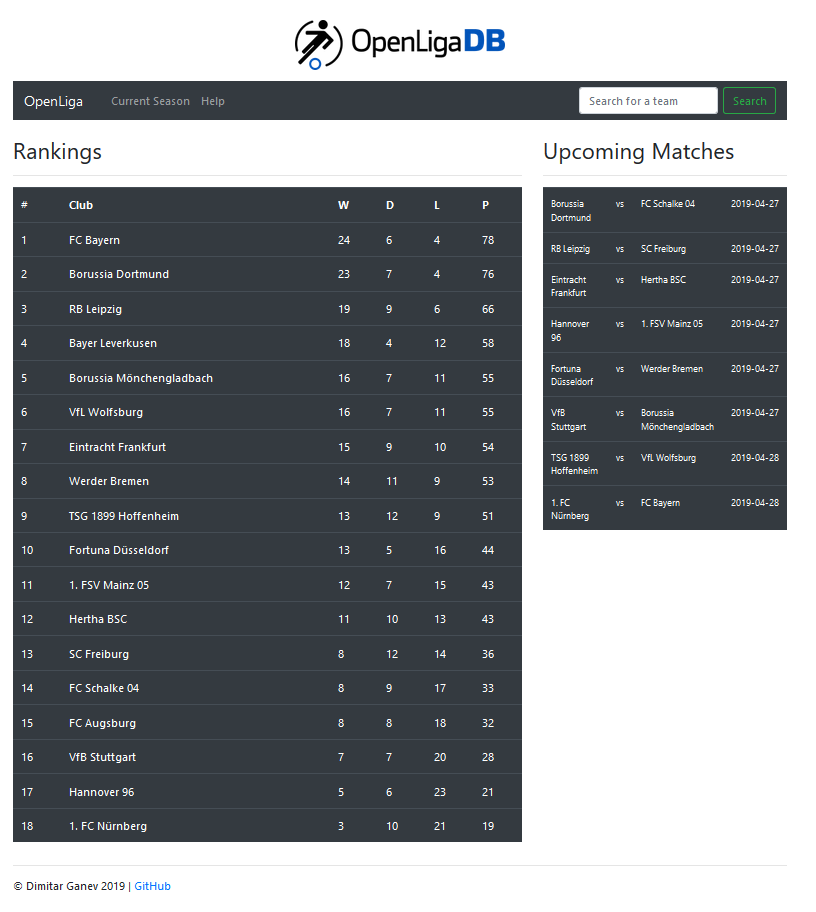 OpenLigaDB
OpenLiga Current Season Help Search for a team Search
Rankings
# Club W D L P
1 FC Bayern 24 6 4 78
2 Borussia Dortmund 23 7 4 76
3 RB Leipzig 19 9 6 66
4 Bayer Leverkusen 18 4 12 58
5 Borussia Mönchengladbach 16 7 11 55
6 VfL Wolfsburg 16 7 11 55
7 Eintracht Frankfurt 15 9 10 54
8 Werder Bremen 14 11 9 53
9 TSG 1899 Hoffenheim 13 12 9 51
10 Fortuna Düsseldorf 13 5 16 44
11 1. FSV Mainz 05 12 7 15 43
12 Hertha BSC 11 10 13 43
13 SC Freiburg 8 12 14 36
14 FC Schalke 04 8 9 17 33
15 FC Augsburg 8 8 18 32
16 VfB Stuttgart 7 7 20 28
17 Hannover 96 5 6 23 21
18 1. FC Nürnberg 3 10 21 19
Upcoming Matches
Borussia vs FC Schalke 04 2019-04-27
Dortmund
RB Leipzig vs SC Freiburg 2019-04-27
Eintracht vs Hertha BSC 2019-04-27
Frankfurt
Hannover vs 1. FSV Mainz 05 2019-04-27
96
Fortuna vs Werder Bremen 2019-04-27
Düsseldorf
VfB vs Borussia 2019-04-27
Stuttgart Mönchengladbach
TSG 1899 vs VfL Wolfsburg 2019-04-28
Hoffenheim
1. FC vs FC Bayern 2019-04-28
Nürnberg
© Dimitar Ganev 2019 | GitHub